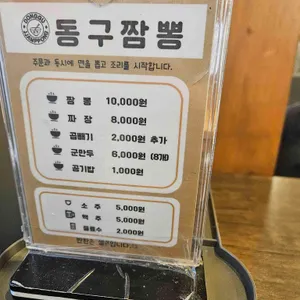 동구짬뽕
주문과 동시에 면을 뽑고 조리를 시작합니다.
짬 뽕 10,000원
짜 장 8,000원
곱빼기 2,000원 추가
군만두 6,000원 (8개)
공기밥 1,000원
소 주 5,000원
맥 주 5,000원
음료수 2,000원